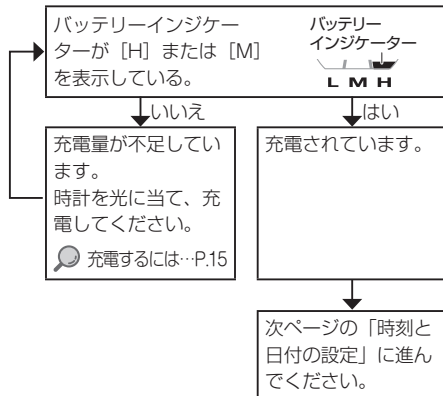 バッテリーインジケー
ターが［H］または［M］
を表示している。
バッテリー
インジケーター
L M H
いいえ
はい
充電量が不足してい
ます。
時計を光に当て、充
電してください。
充電するには…P.15
充電されています。
次ページの「時刻と
日付の設定」に進ん
でください。